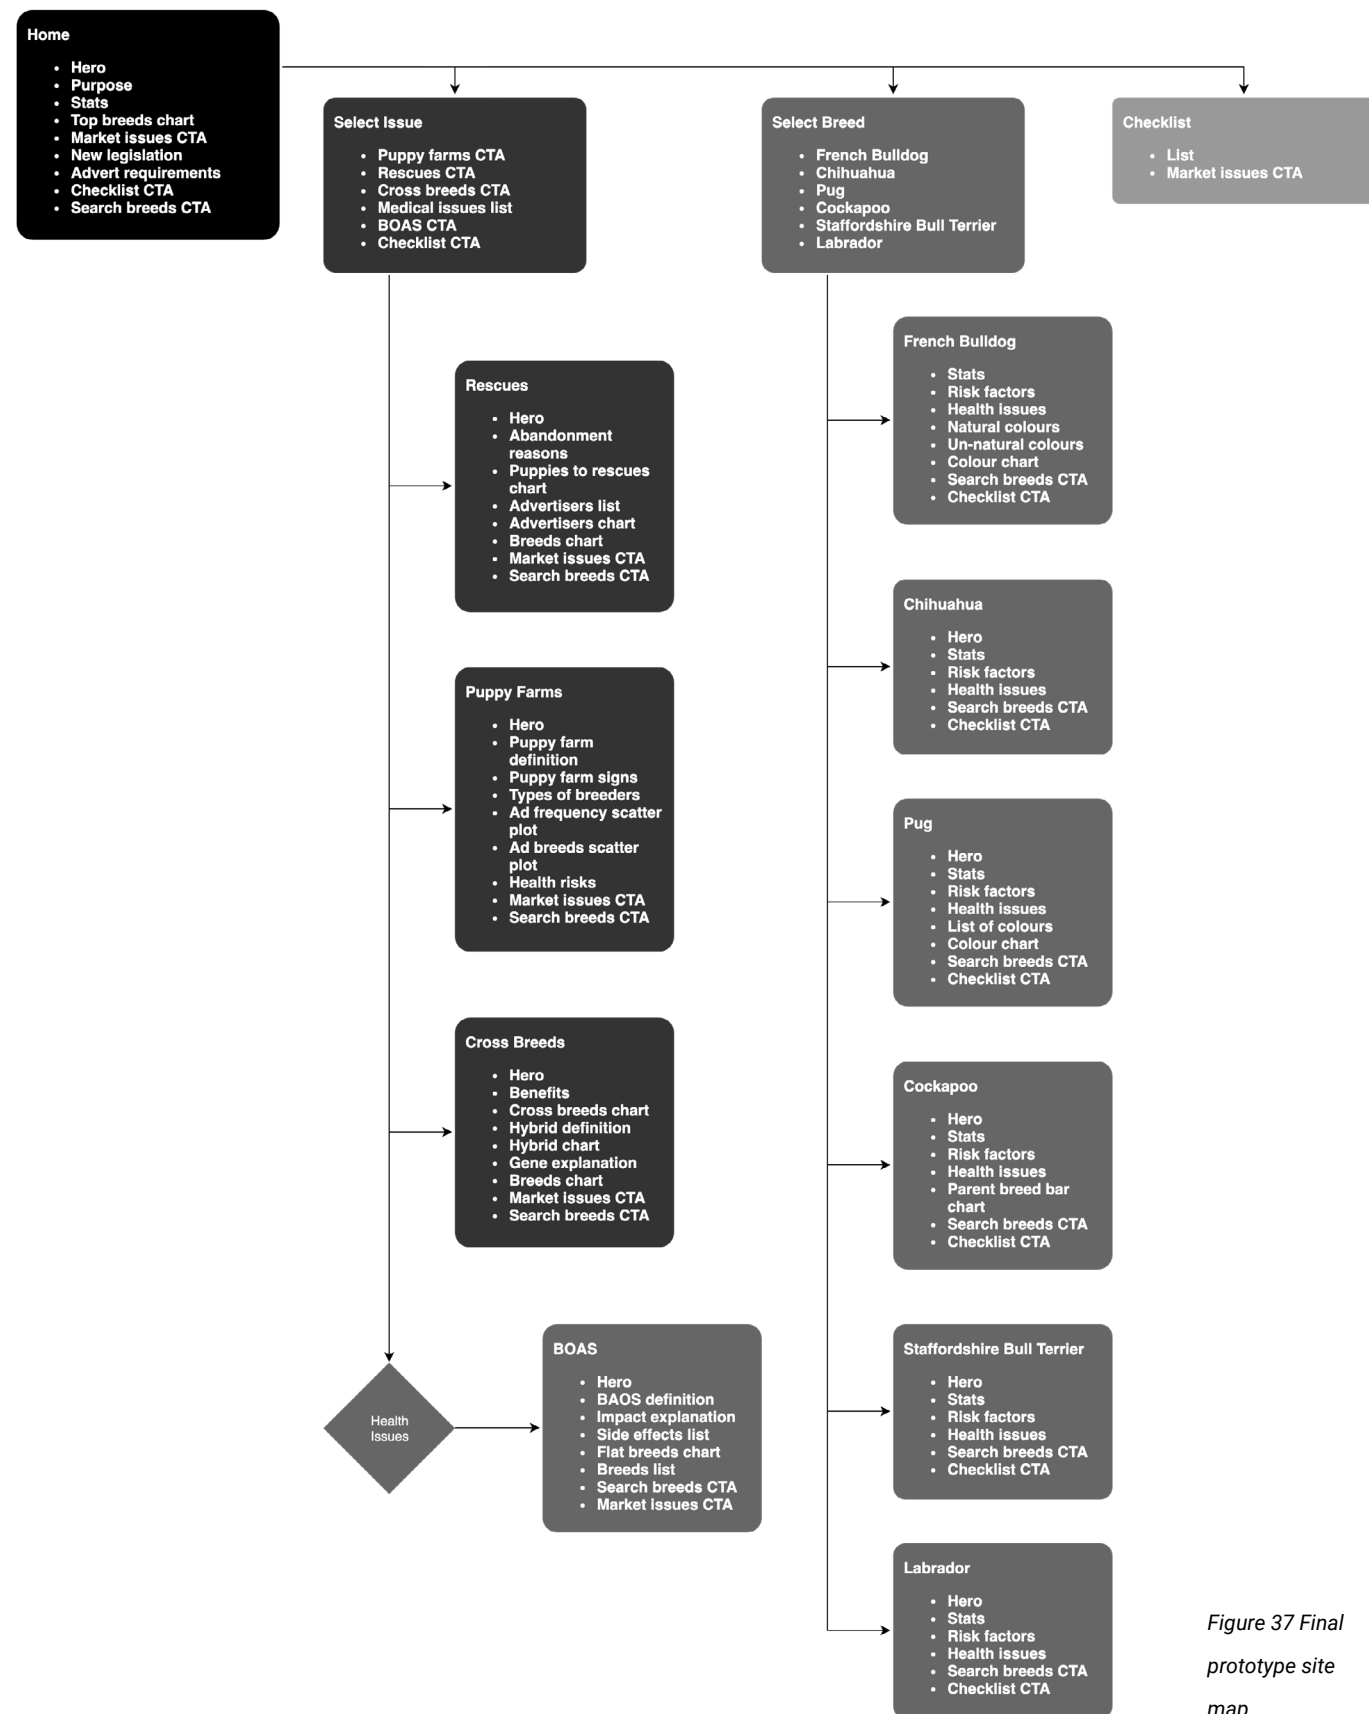 Home
Hero
Purpose
Stats
Top breeds chart
Market issues CTA
New legislation
Advert requirements
Checklist CTA
Search breeds CTA
Select Issue
Puppy farms CTA
Rescues CTA
Cross breeds CTA
Medical issues list
BOAS CTA
Checklist CTA
Select Breed
French Bulldog
Chihuahua
Pug
Cockapoo
Staffordshire Bull Terrier
Labrador
Checklist
List
Market issues CTA
Rescues
Hero
Abandonment
reasons
Puppies to rescues
chart
Advertisers list
Advertisers chart
Breeds chart
Market issues CTA
Search breeds CTA
Puppy Farms
Hero
Puppy farm
definition
Puppy farm signs
Types of breeders
Ad frequency scatter
plot
Ad breeds scatter
plot
Health risks
Market issues CTA
Search breeds CTA
Cross Breeds
Hero
Benefits
Cross breeds chart
Hybrid definition
Hybrid chart
Gene explanation
Breeds chart
Market issues CTA
Search breeds CTA
Health
Issues
BOAS
Hero
BAOS definition
Impact explanation
Side effects list
Flat breeds chart
Breeds list
Search breeds CTA
Market issues CTA
French Bulldog
Stats
Risk factors
Health issues
Natural colours
Un-natural colours
Colour chart
Search breeds CTA
Checklist CTA
Chihuahua
Hero
Stats
Risk factors
Health issues
Search breeds CTA
Checklist CTA
Pug
Hero
Stats
Risk factors
Health issues
List of colours
Colour chart
Search breeds CTA
Checklist CTA
Cockapoo
Hero
Stats
Risk factors
Health issues
Parent breed bar
chart
Search breeds CTA
Checklist CTA
Staffordshire Bull Terrier
Hero
Stats
Risk factors
Health issues
Search breeds CTA
Checklist CTA
Labrador
Hero
Stats
Risk factors
Health issues
Search breeds CTA
Checklist CTA
Figure 37 Final
prototype site
map